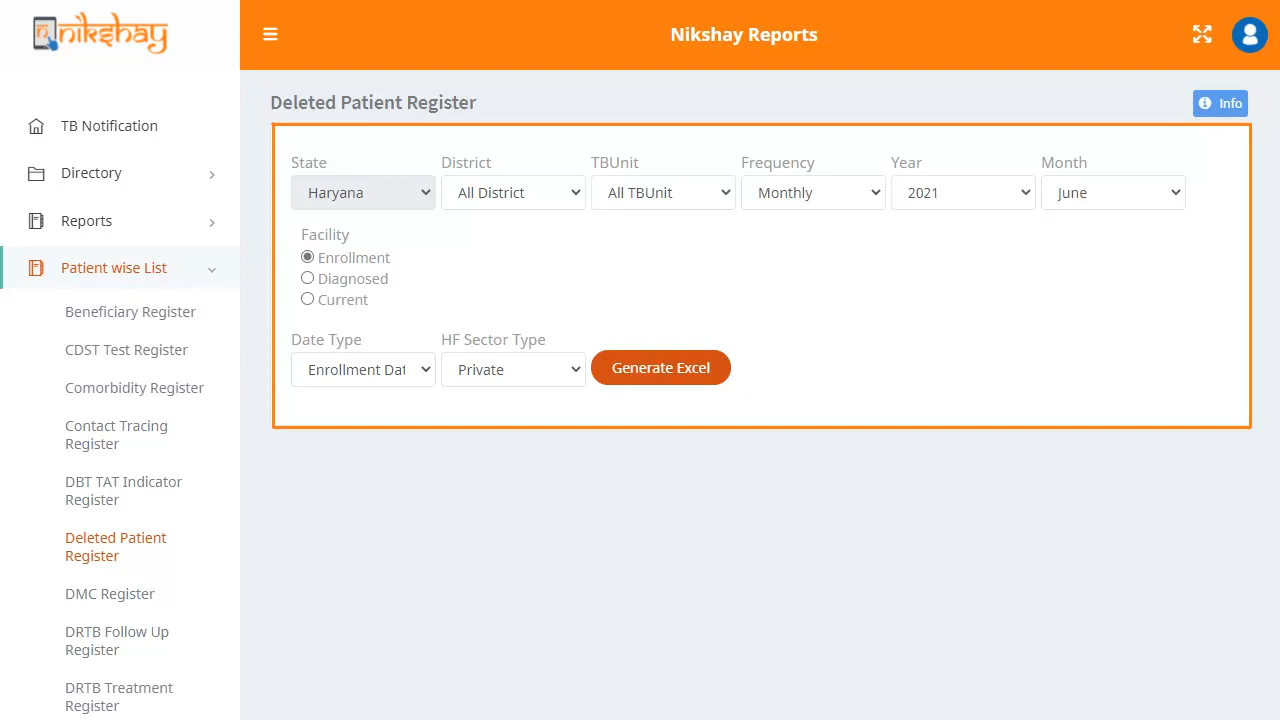 nikshay
Nikshay Reports
TB Notification
Directory
Reports
Patient wise List
Beneficiary Register
CDST Test Register
Comorbidity Register
Contact Tracing
Register
DBT TAT Indicator
Register
Deleted Patient
Register
DMC Register
DRTB Follow Up
Register
DRTB Treatment
Register
Deleted Patient Register
Info
State District TBUnit Frequency Year Month
Haryana All District All TBUnit Monthly 2021 June
Facility
Enrollment
Diagnosed
Current
Date Type HF Sector Type
Enrollment Dat Private Generate Excel